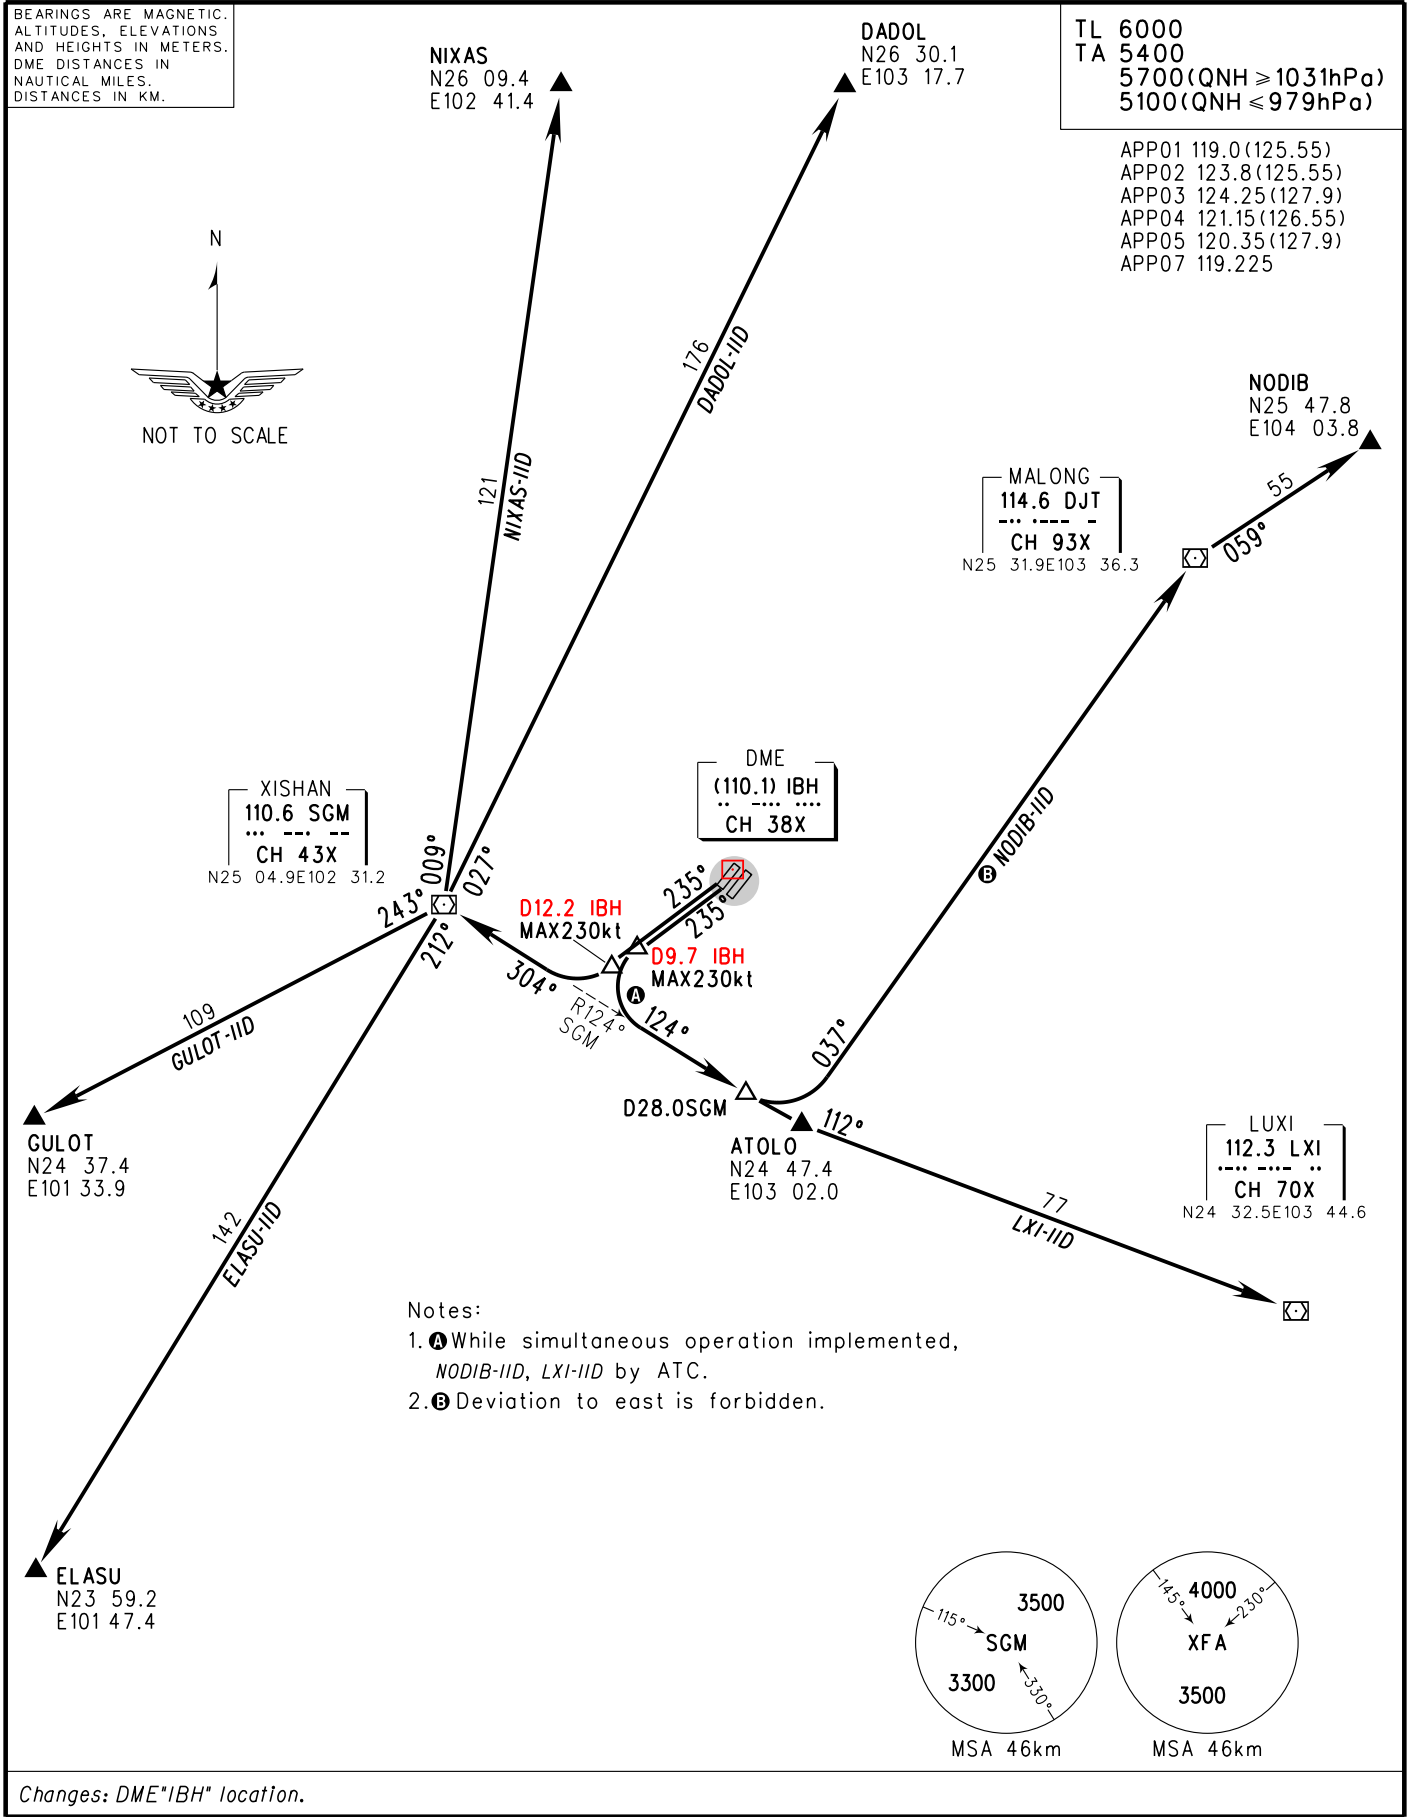 BEARINGS ARE MAGNETIC.
ALTITUDES, ELEVATIONS
AND HEIGHTS IN METERS.
DME DISTANCES IN
NAUTICAL MILES.
DISTANCES IN KM.
TL 6000
TA 5400
5700(QNH ≥1031hPa)
5100(QNH ≤979hPa)
APP01 119.0(125.55)
APP02 123.8(125.55)
APP03 124.25(127.9)
APP04 121.15(126.55)
APP05 120.35(127.9)
APP07 119.225
NIXAS
N26 09.4
E102 41.4
DADOL
N26 30.1
E103 17.7
N
NOT TO SCALE
176
DADOL-IID
121
NIXAS-IID
NODIB
N25 47.8
E104 03.8
55
059°
MALONG
114.6 DJT
CH 93X
N25 31.9E103 36.3
DME
(110.1) IBH
CH 38X
XISHAN
110.6 SGM
CH 43X
N25 04.9E102 31.2
009°
027°
243°
212°
B NODIB-IID
235°
235°
D12.2 IBH
MAX230kt
D9.7 IBH
MAX230kt
304°
R124°
SGM
A
124°
037°
D28.0SGM
ATOLO
N24 47.4
E103 02.0
112°
77
LXI-IID
LUXI
112.3 LXI
CH 70X
N24 32.5E103 44.6
109
GULOT-IID
GULOT
N24 37.4
E101 33.9
142
ELASU-IID
ELASU
N23 59.2
E101 47.4
Notes:
1. A While simultaneous operation implemented,
NODIB-IID, LXI-IID by ATC.
2. B Deviation to east is forbidden.
3500
115°
SGM
3300
330°
MSA 46km
4000
145°
230°
XFA
3500
MSA 46km
Changes: DME"IBH" location.